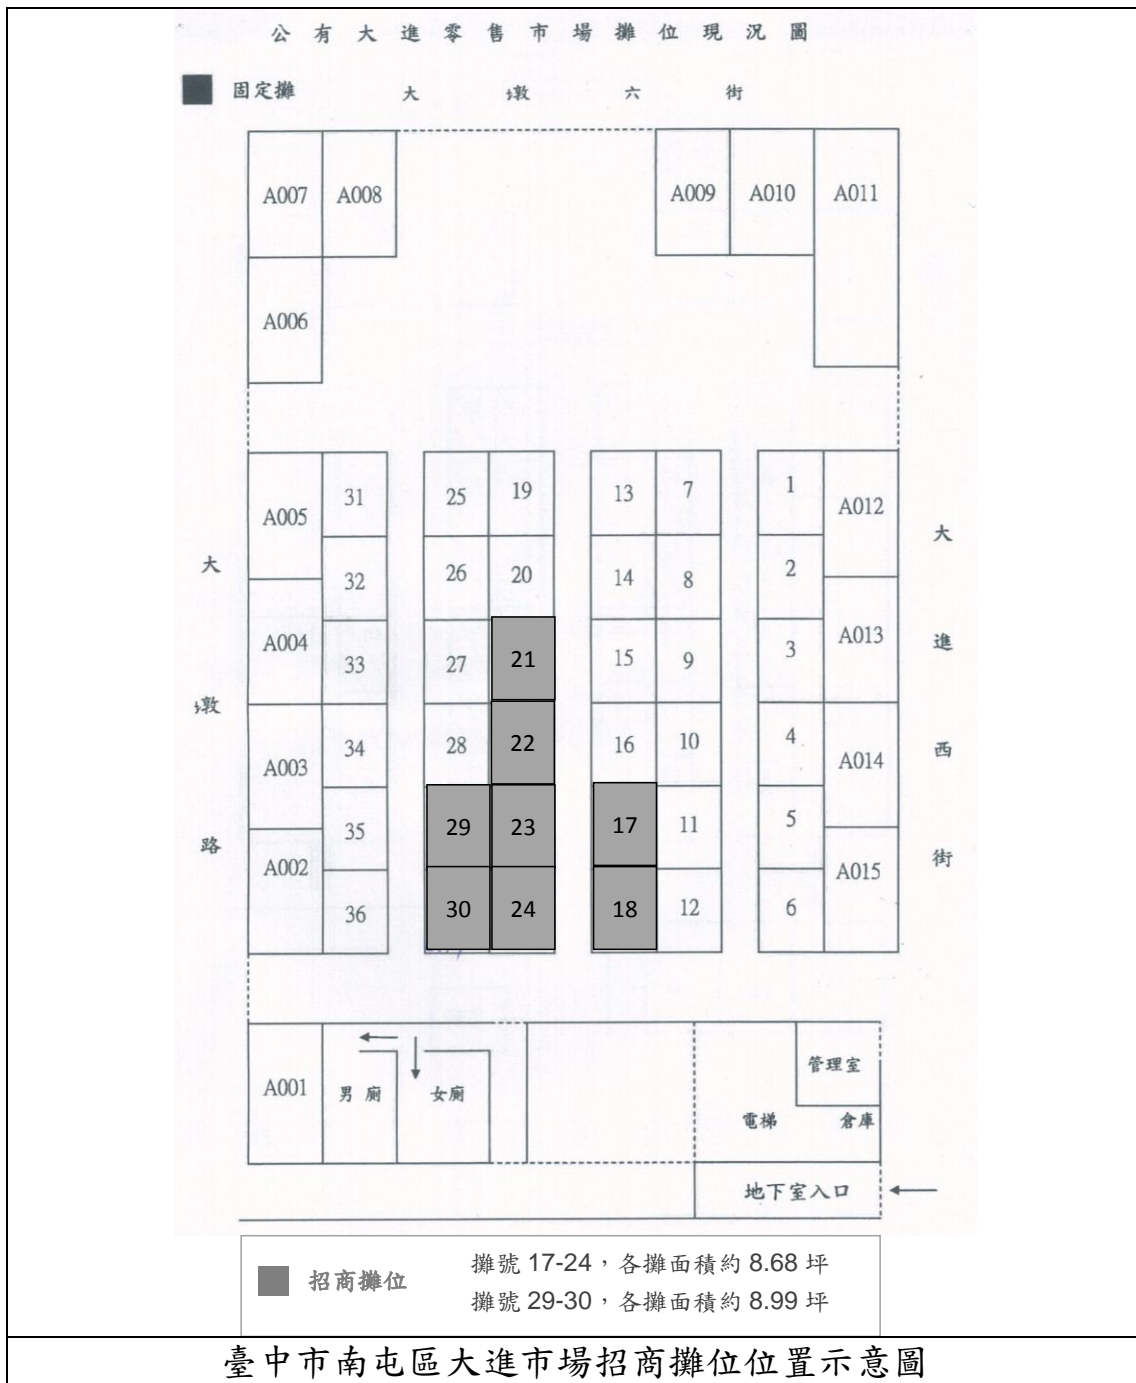 公有大進零售市場攤位現況圖
固定攤
大墩六街
A007 A008 A009 A010 A011
A006
A005 31 25 19 13 7 1 A012
32 26 20 14 8 2
A004 33 27 21 15 9 3 A013
A003 34 28 22 16 10 4 A014
35 29 23 17 11 5
A002 36 30 24 18 12 6 A015
大墩路
大進西街
A001 男廁 女廁
管理室
電梯 倉庫
地下室入口
招商攤位
攤號 17-24，各攤面積約 8.68 坪
攤號 29-30，各攤面積約 8.99 坪
臺中市南屯區大進市場招商攤位位置示意圖